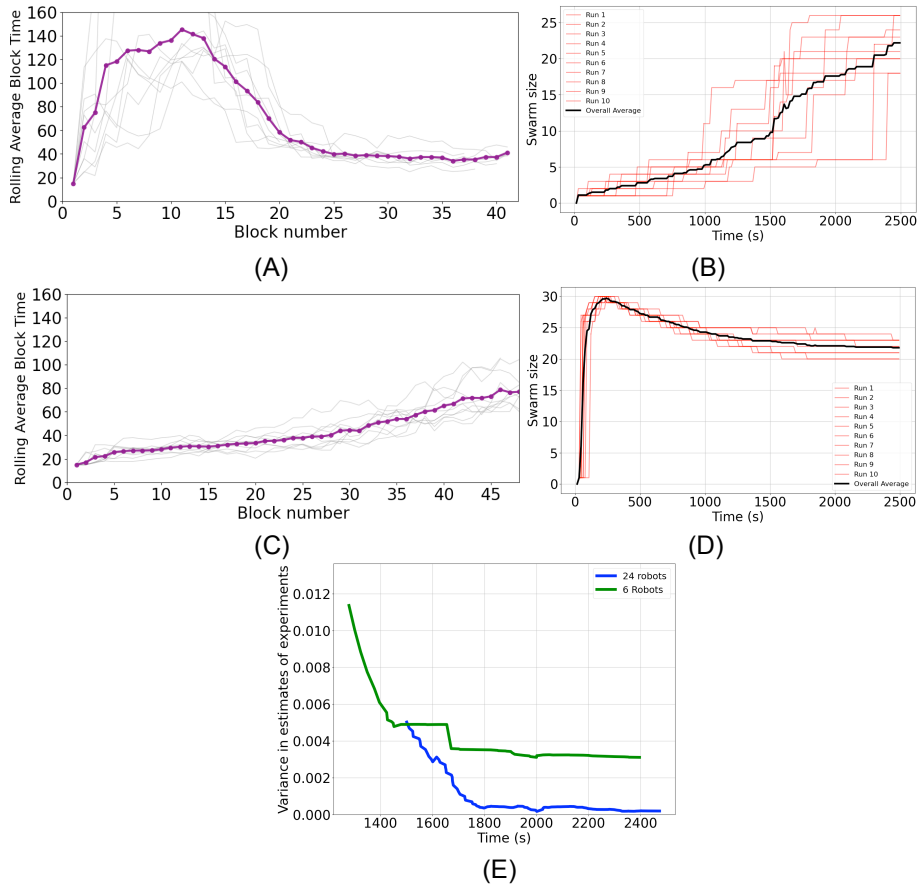 160
140
120
100
80
60
40
20
0
Rolling Average Block Time
0 5 10 15 20 25 30 35 40
Block number
(A)
25
20
15
10
5
0
Swarm size
Run 1
Run 2
Run 3
Run 4
Run 5
Run 6
Run 7
Run 8
Run 9
Run 10
Overall Average
0 500 1000 1500 2000 2500
Time (s)
(B)
160
140
120
100
80
60
40
20
0
Rolling Average Block Time
0 5 10 15 20 25 30 35 40 45
Block number
(C)
30
25
20
15
10
5
0
Swarm size
Run 1
Run 2
Run 3
Run 4
Run 5
Run 6
Run 7
Run 8
Run 9
Run 10
Overall Average
0 500 1000 1500 2000 2500
Time (s)
(D)
0.012
0.010
0.008
0.006
0.004
0.002
0.000
Variance in estimates of experiments
24 robots
6 Robots
1400 1600 1800 2000 2200 2400
Time (s)
(E)